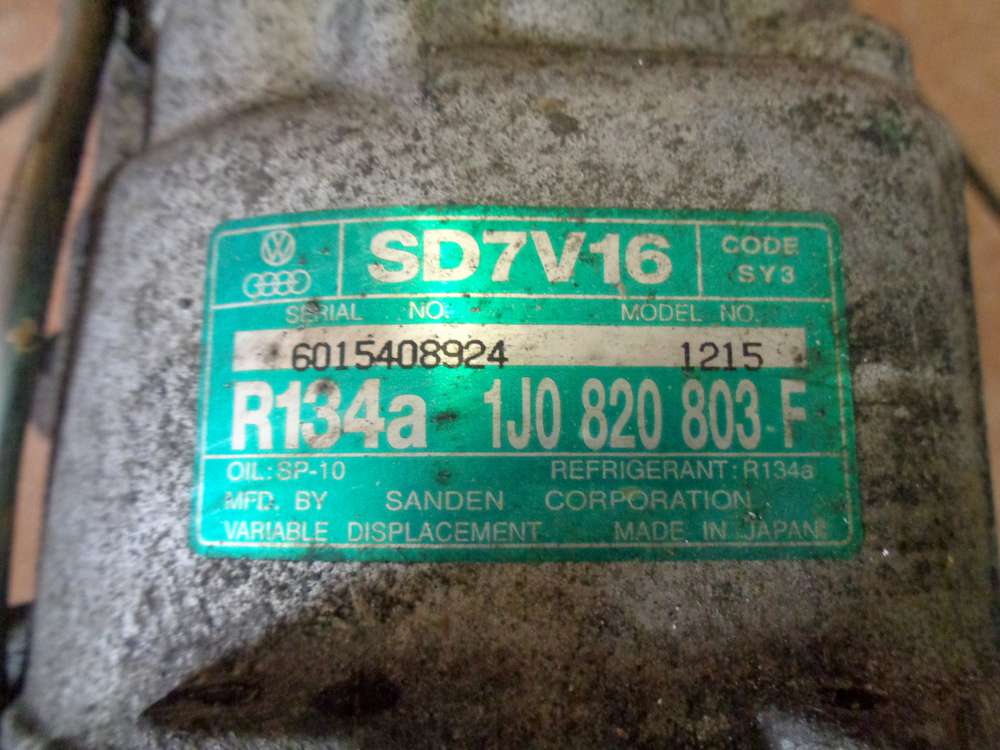 SD7V16
CODE
SY3
SERIAL NO.
MODEL NO.
6015408924
1215
R134a 1J0 820 803 F
OIL: SP-10
REFRIGERANT: R134a
MFD. BY SANDEN CORPORATION
VARIABLE DISPLACEMENT
MADE IN JAPAN